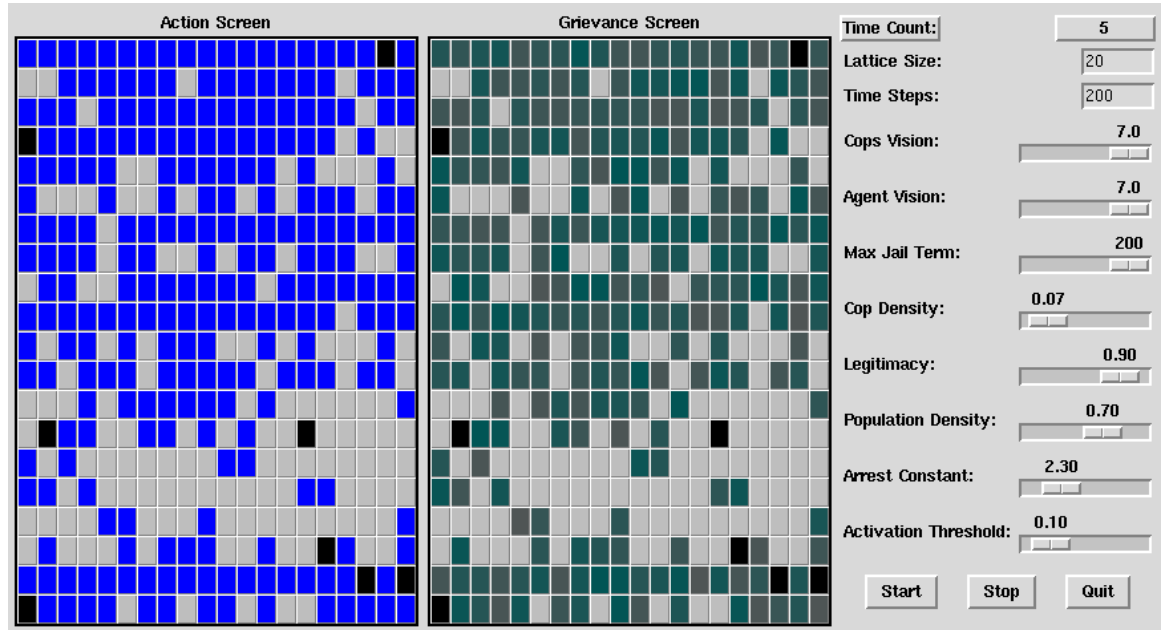 Action Screen
Grievance Screen
Time Count: 5
Lattice Size: 20
Time Steps: 200
Cops Vision: 7.0
Agent Vision: 7.0
Max Jail Term: 200
Cop Density: 0.07
Legitimacy: 0.90
Population Density: 0.70
Arrest Constant: 2.30
Activation Threshold: 0.10
Start Stop Quit